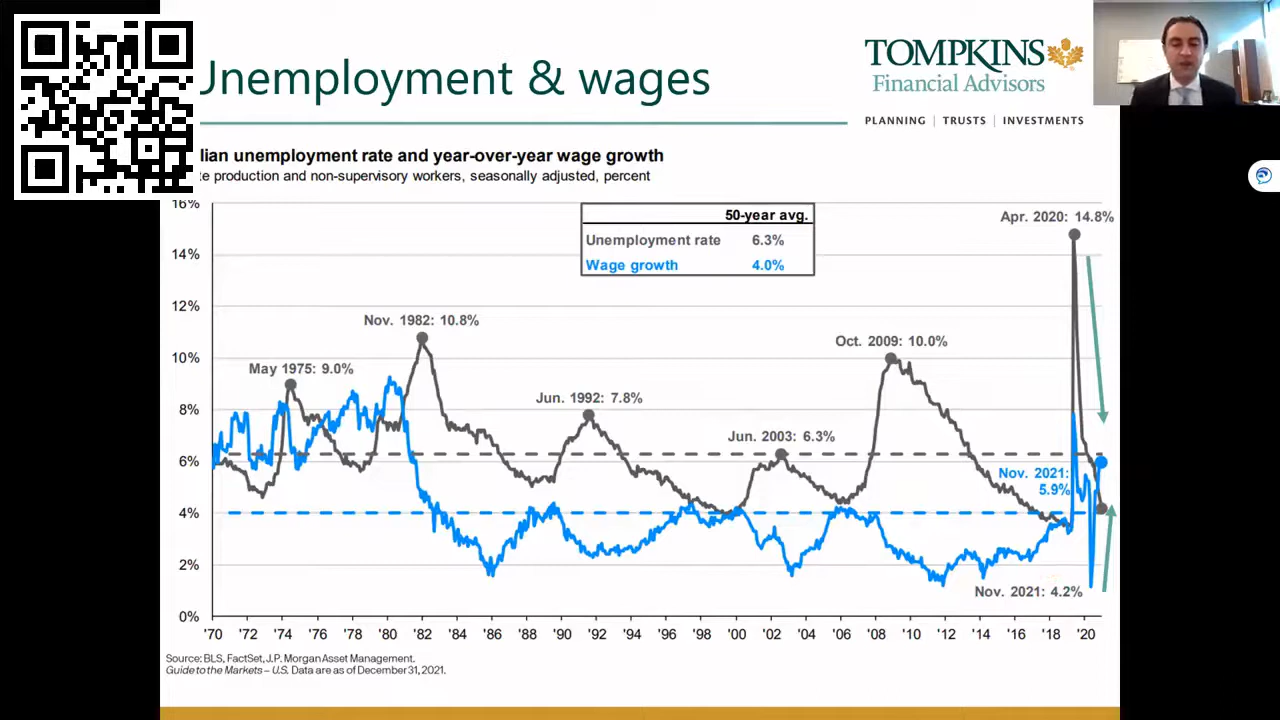 Unemployment & wages
TOMPKINS
Financial Advisors
PLANNING | TRUSTS | INVESTMENTS
unemployment rate and year-over-year wage growth
production and non-supervisory workers, seasonally adjusted, percent
50-year avg.
Unemployment rate 6.3%
Wage growth 4.0%
16%
14%
12%
10%
8%
6%
4%
2%
0%
May 1975: 9.0%
Nov. 1982: 10.8%
Jun. 1992: 7.8%
Jun. 2003: 6.3%
Oct. 2009: 10.0%
Apr. 2020: 14.8%
Nov. 2021:
5.9%
Nov. 2021: 4.2%
'70 '72 '74 '76 '78 '80 '82 '84 '86 '88 '90 '92 '94 '96 '98 '00 '02 '04 '06 '08 '10 '12 '14 '16 '18 '20
Source: BLS, FactSet, J.P. Morgan Asset Management.
Guide to the Markets – U.S. Data are as of December 31, 2021.